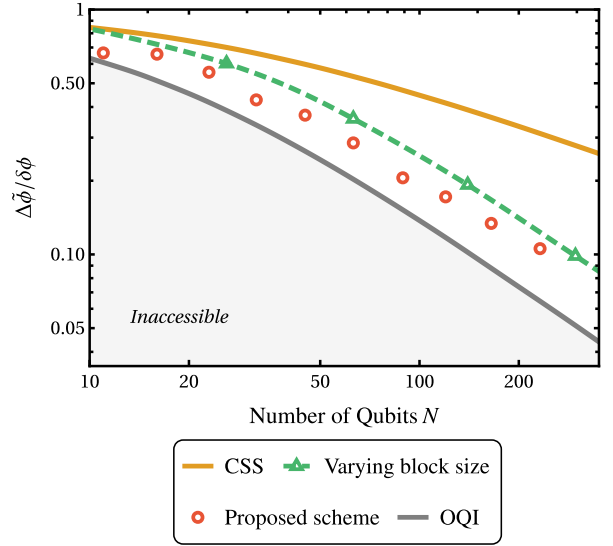 1
0.50
0.10
0.05
Δφ̃/δφ
Inaccessible
10 20 50 100 200
Number of Qubits N
CSS Varying block size
Proposed scheme OQI